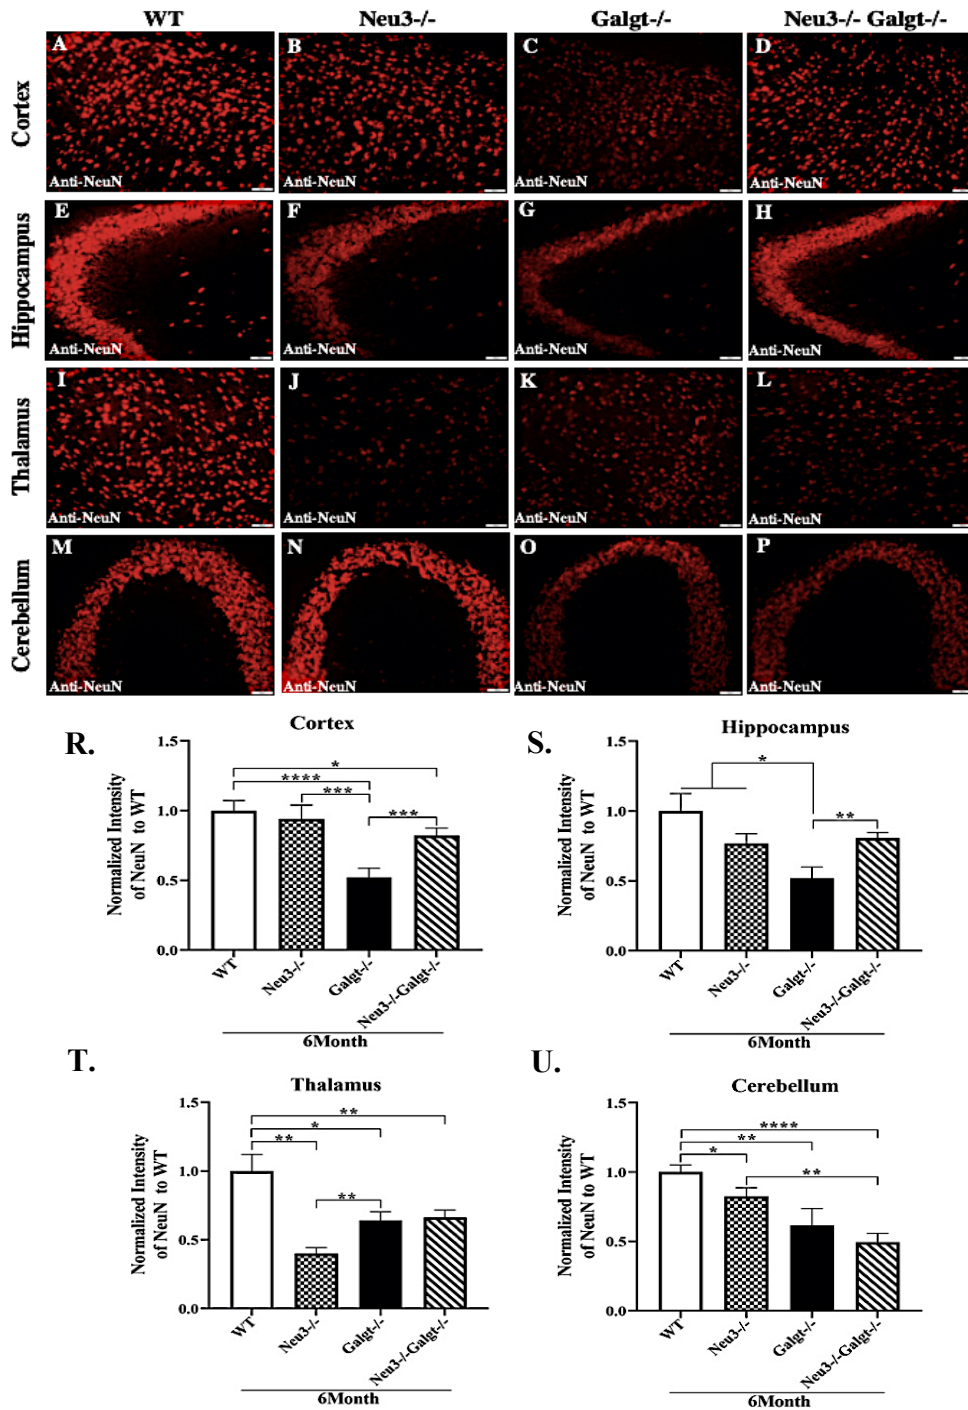 WT Neu3-/- Galgt-/- Neu3-/- Galgt-/-
Cortex
A B C D
Anti-NeuN Anti-NeuN Anti-NeuN Anti-NeuN
Hippocampus
E F G H
Anti-NeuN Anti-NeuN Anti-NeuN Anti-NeuN
Thalamus
I J K L
Anti-NeuN Anti-NeuN Anti-NeuN Anti-NeuN
Cerebellum
M N O P
Anti-NeuN Anti-NeuN Anti-NeuN Anti-NeuN
R.
Cortex
Normalized Intensity
of NeuN to WT
1.5
1.0
0.5
0.0
*
****
***
***
WT
Neu3-/-
Galgt-/-
Neu3-/-Galgt-/-
6Month
S.
Hippocampus
Normalized Intensity
of NeuN to WT
1.5
1.0
0.5
0.0
*
**
WT
Neu3-/-
Galgt-/-
Neu3-/-Galgt-/-
6Month
T.
Thalamus
Normalized Intensity
of NeuN to WT
1.5
1.0
0.5
0.0
**
*
**
**
WT
Neu3-/-
Galgt-/-
Neu3-/-Galgt-/-
6Month
U.
Cerebellum
Normalized Intensity
of NeuN to WT
1.5
1.0
0.5
0.0
****
**
*
**
WT
Neu3-/-
Galgt-/-
Neu3-/-Galgt-/-
6Month